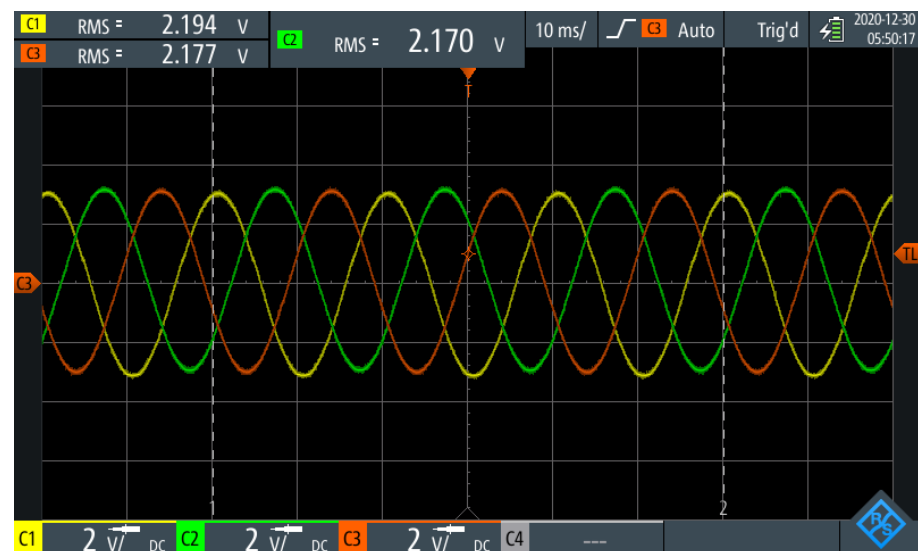 C1 RMS = 2.194 V
C3 RMS = 2.177 V
C2 RMS = 2.170 V
10 ms/ C3 Auto Trig'd
2020-12-30
05:50:17
T
TL
C3
1 2
R&S
C1 2 V/ DC C2 2 V/ DC C3 2 V/ DC C4 ---